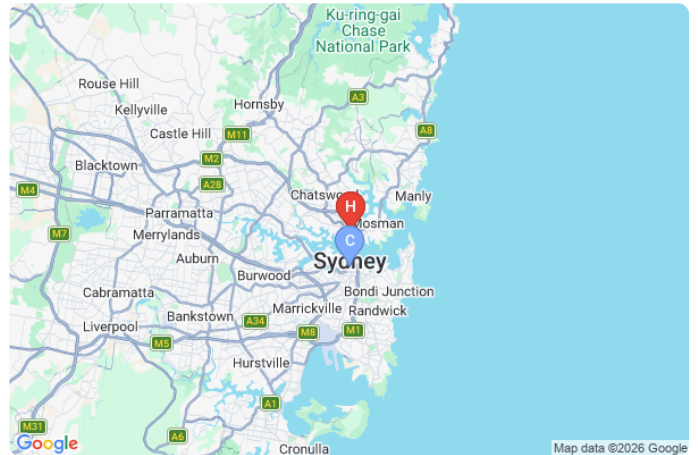 Ku-ring-gai
Chase
National Park
Rouse Hill
Kellyville
Hornsby
A3
Castle Hill
M11
A8
Blacktown
M2
M4
A28
Chatswood
Manly
H
Parramatta
Mosman
M7
Merrylands
C
Auburn
Sydney
Burwood
Cabramatta
Bondi Junction
Marrickville
Randwick
Liverpool
Bankstown
A34
M8
M1
M5
Hurstville
A1
M31
A6
Google
Cronulla
Map data ©2026 Google